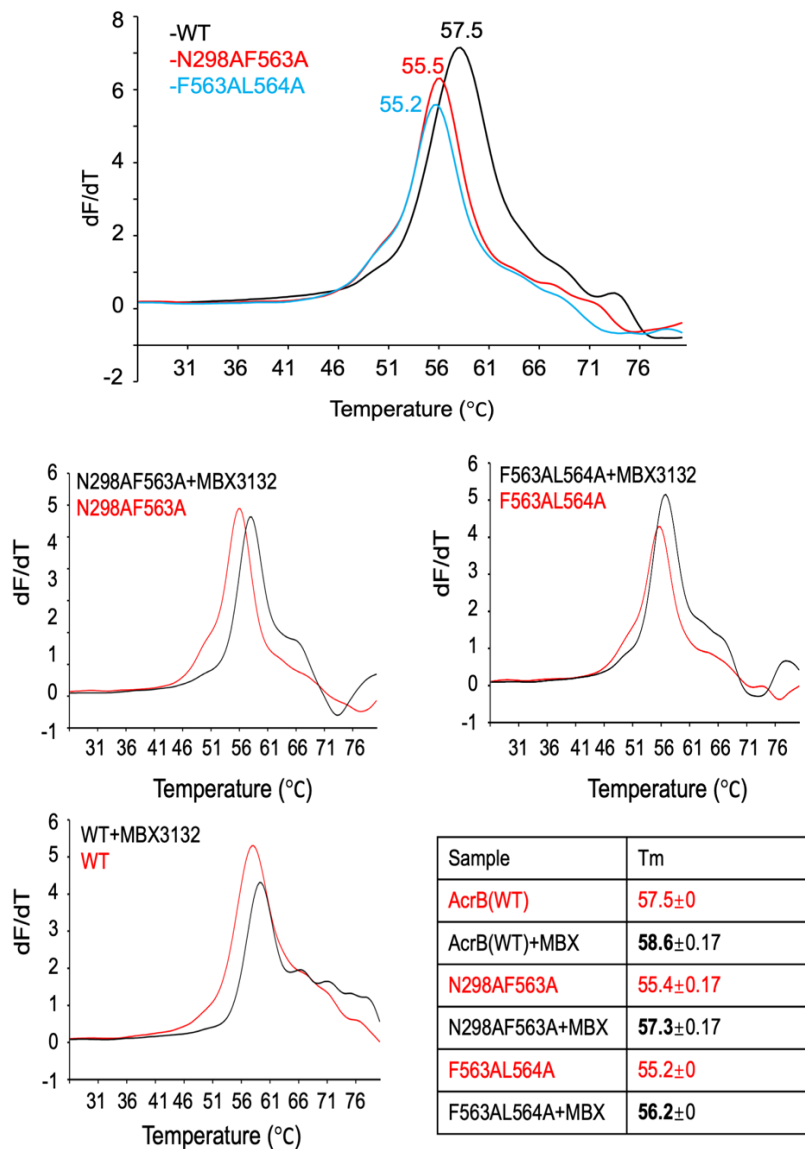 8
6
4
2
0
-2
dF/dT
-WT
-N298AF563A
-F563AL564A
57.5
55.5
55.2
31 36 41 46 51 56 61 66 71 76
Temperature (°C)
6
5
4
3
2
1
0
-1
dF/dT
N298AF563A+MBX3132
N298AF563A
31 36 41 46 51 56 61 66 71 76
Temperature (°C)
6
5
4
3
2
1
0
-1
dF/dT
F563AL564A+MBX3132
F563AL564A
31 36 41 46 51 56 61 66 71 76
Temperature (°C)
6
5
4
3
2
1
0
-1
dF/dT
WT+MBX3132
WT
31 36 41 46 51 56 61 66 71 76
Temperature (°C)
Sample Tm
AcrB(WT) 57.5±0
AcrB(WT)+MBX 58.6±0.17
N298AF563A 55.4±0.17
N298AF563A+MBX 57.3±0.17
F563AL564A 55.2±0
F563AL564A+MBX 56.2±0